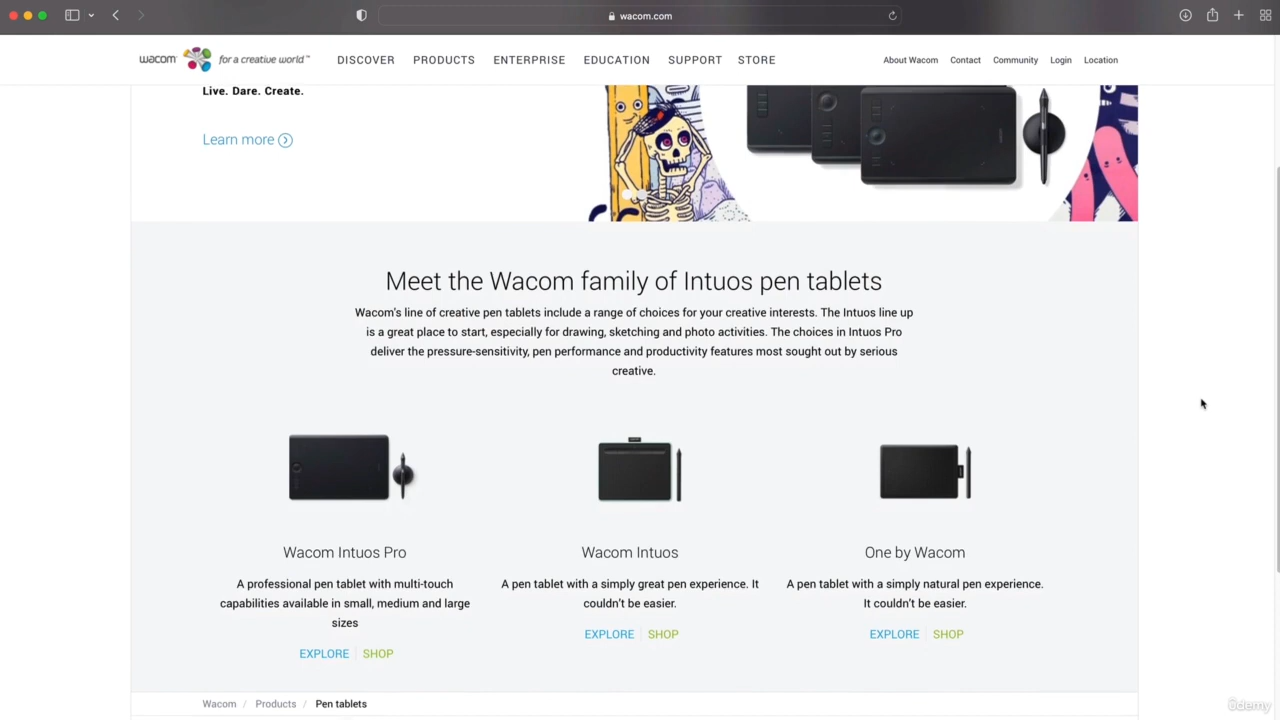 wacom.com
wacom for a creative world™
DISCOVER PRODUCTS ENTERPRISE EDUCATION SUPPORT STORE
About Wacom Contact Community Login Location
Live. Dare. Create.
Learn more
Meet the Wacom family of Intuos pen tablets
Wacom's line of creative pen tablets include a range of choices for your creative interests. The Intuos line up
is a great place to start, especially for drawing, sketching and photo activities. The choices in Intuos Pro
deliver the pressure-sensitivity, pen performance and productivity features most sought out by serious
creative.
Wacom Intuos Pro
A professional pen tablet with multi-touch
capabilities available in small, medium and large
sizes
EXPLORE SHOP
Wacom Intuos
A pen tablet with a simply great pen experience. It
couldn't be easier.
EXPLORE SHOP
One by Wacom
A pen tablet with a simply natural pen experience.
It couldn't be easier.
EXPLORE SHOP
Wacom / Products / Pen tablets
ûdemy